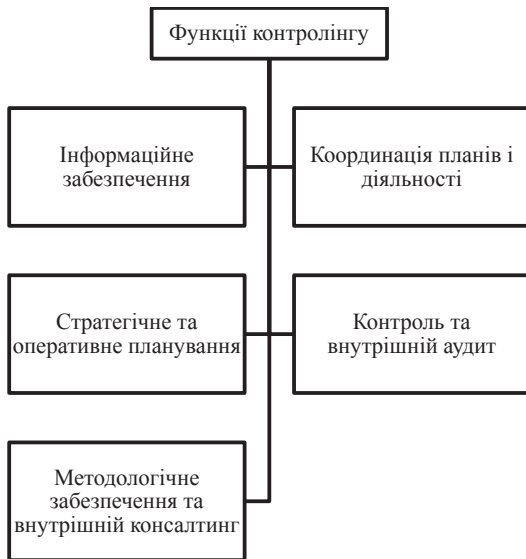 Функції контролінгу
Інформаційне
забезпечення
Координація планів і
діяльності
Стратегічне та
оперативне планування
Контроль та
внутрішній аудит
Методологічне
забезпечення та
внутрішній консалтинг